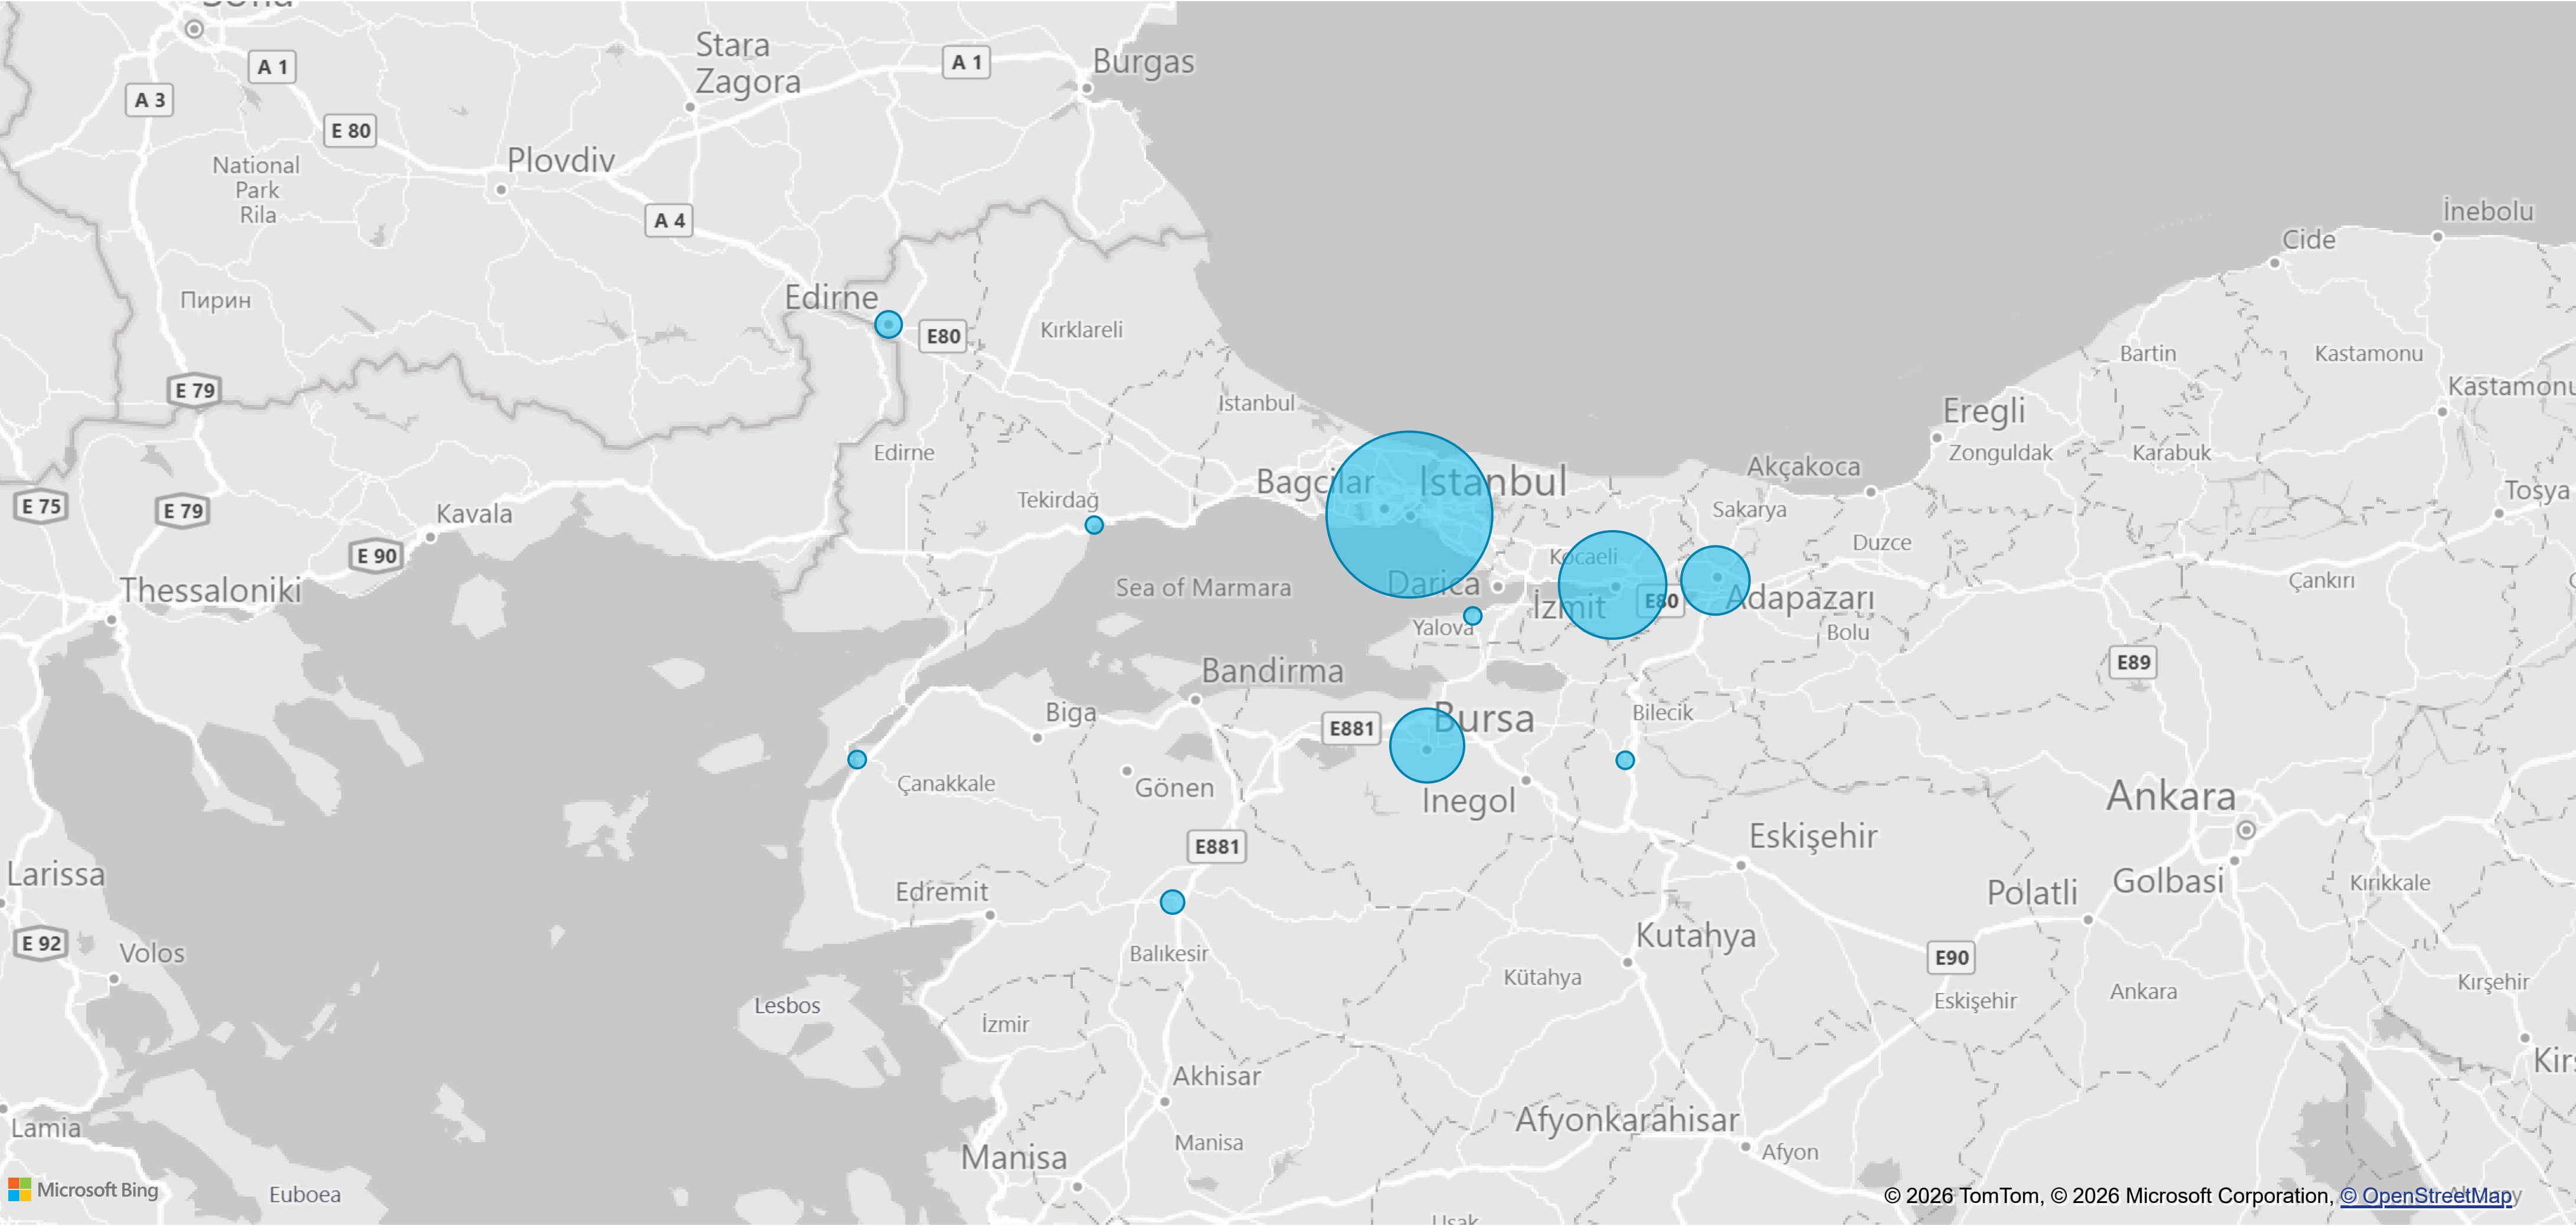 Sofia
A 1
Stara
Zagora
A 1
Burgas
A 3
E 80
National
Park
Rila
Plovdiv
A 4
İnebolu
Cide
Пирин
Edirne
E80
Kırklareli
Bartin
Kastamonu
Kastamonu
E 79
Istanbul
Eregli
Edirne
Zonguldak
Karabuk
Bagcilar
Istanbul
Akçakoca
Tosya
E 75
E 79
Kavala
Tekirdağ
Sakarya
E 90
Kocaeli
Duzce
Thessaloniki
Sea of Marmara
Darica
İzmit
E80
Adapazarı
Çankırı
Yalova
Bolu
Bandirma
E89
Biga
E881
Bursa
Bilecik
Çanakkale
Gönen
Inegol
Ankara
E881
Eskişehir
Larissa
Edremit
Polatli
Golbasi
Kırıkkale
E 92
Volos
Balıkesir
Kutahya
Kütahya
E90
Kırşehir
Lesbos
İzmir
Eskişehir
Ankara
Kirş
Akhisar
Lamia
Manisa
Afyonkarahisar
Afyon
Manisa
Microsoft Bing
Euboea
© 2026 TomTom, © 2026 Microsoft Corporation, © OpenStreetMap